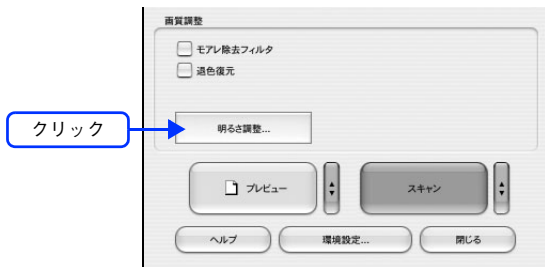 画質調整
モアレ除去フィルタ
退色復元
クリック
明るさ調整...
プレビュー
スキャン
ヘルプ
環境設定...
閉じる